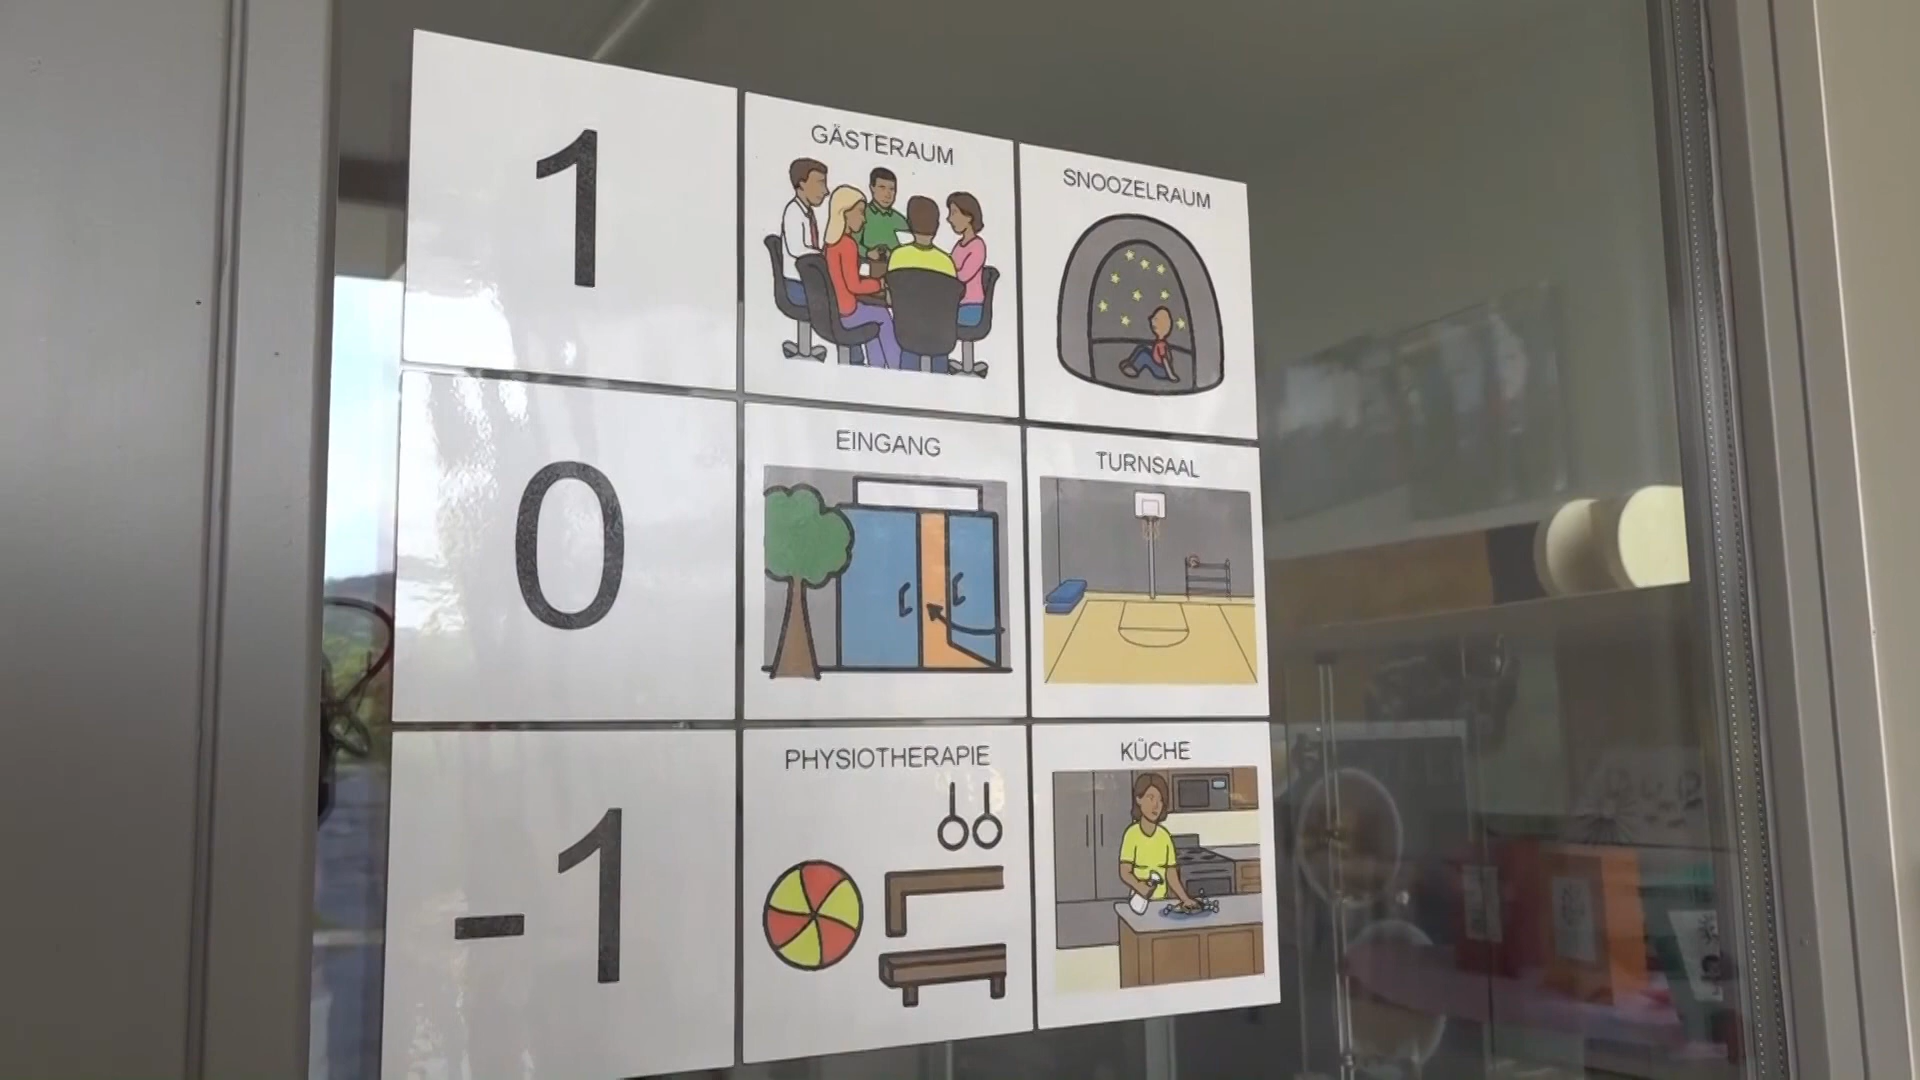 1
GÄSTERAUM
SNOOZELRAUM
0
EINGANG
TURNSAAL
-1
PHYSIOTHERAPIE
KÜCHE